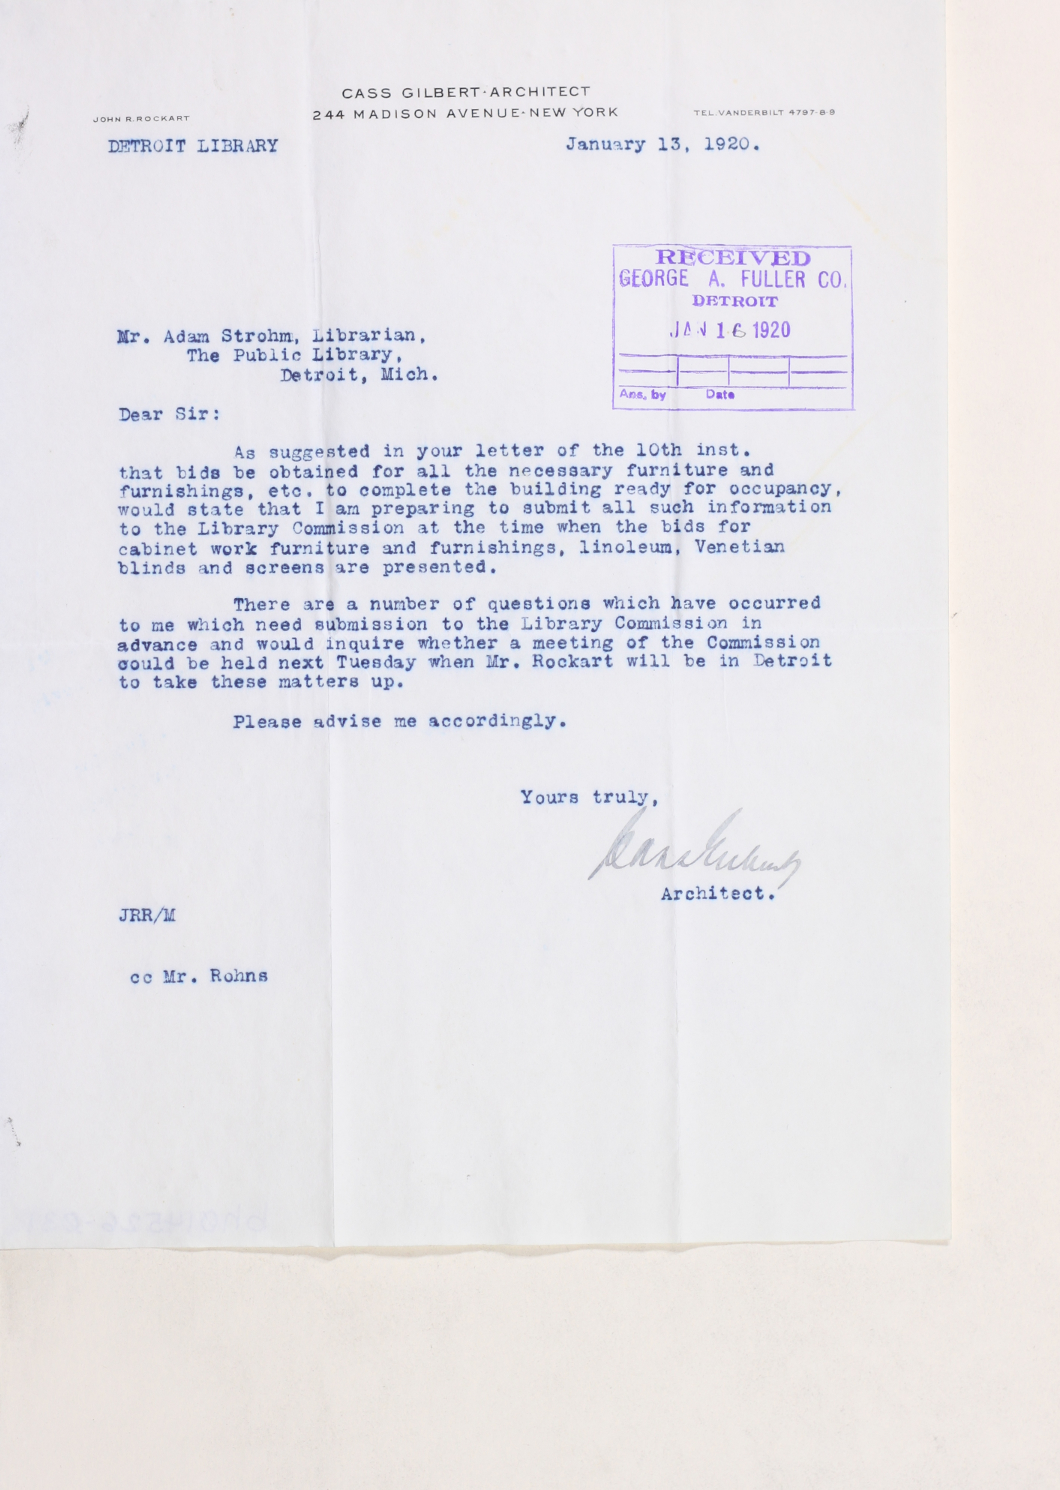 CASS GILBERT·ARCHITECT
244 MADISON AVENUE·NEW YORK
JOHN R. ROCKART
TEL. VANDERBILT 4797-8-9
DETROIT LIBRARY
January 13, 1920.
RECEIVED
GEORGE A. FULLER CO.
DETROIT
JAN 16 1920
Ans. by Date
Mr. Adam Strohm, Librarian,
The Public Library,
Detroit, Mich.
Dear Sir:
As suggested in your letter of the 10th inst.
that bids be obtained for all the necessary furniture and
furnishings, etc. to complete the building ready for occupancy,
would state that I am preparing to submit all such information
to the Library Commission at the time when the bids for
cabinet work furniture and furnishings, linoleum, Venetian
blinds and screens are presented.
There are a number of questions which have occurred
to me which need submission to the Library Commission in
advance and would inquire whether a meeting of the Commission
could be held next Tuesday when Mr. Rockart will be in Detroit
to take these matters up.
Please advise me accordingly.
Yours truly,
Cass Gilbert
Architect.
JRR/M
cc Mr. Rohns